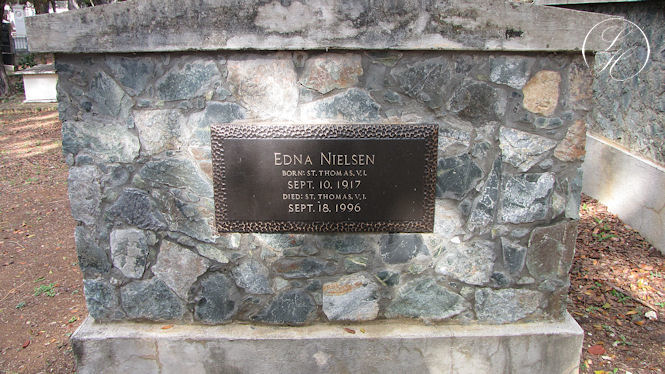 EDNA NIELSEN
BORN: ST. THOMAS, V.I.
SEPT. 10. 1917
DIED: ST. THOMAS, V.I.
SEPT. 18. 1996